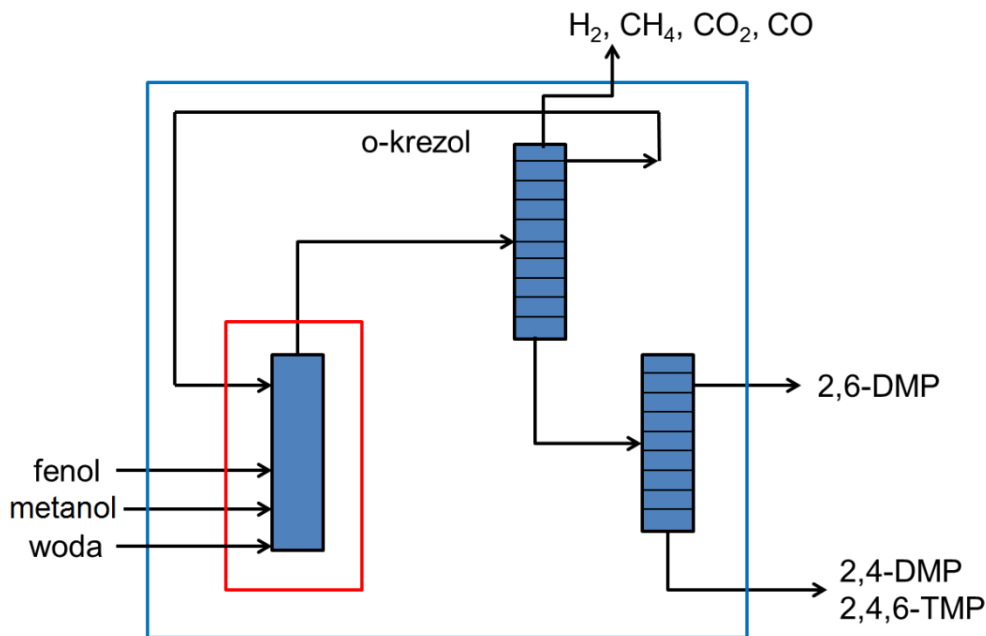 H₂, CH₄, CO₂, CO
o-krezol
2,6-DMP
fenol
metanol
woda
2,4-DMP
2,4,6-TMP